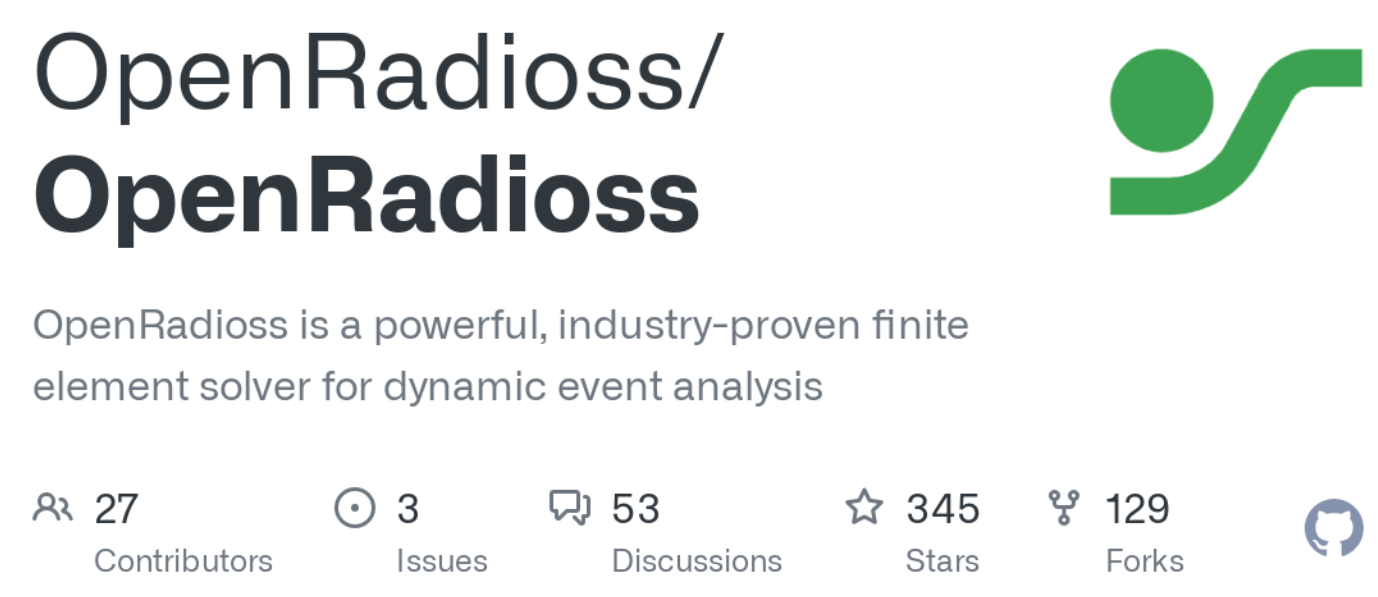 OpenRadioss/
OpenRadioss
OpenRadioss is a powerful, industry-proven finite
element solver for dynamic event analysis
27 3 53 345 129
Contributors Issues Discussions Stars Forks